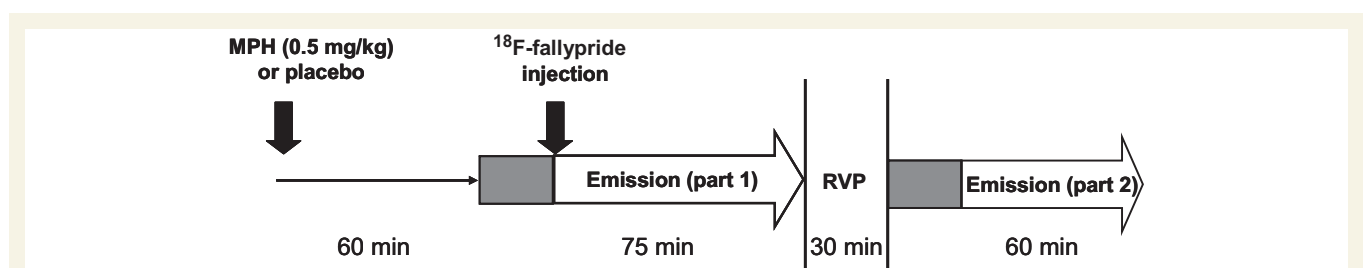 MPH (0.5 mg/kg)
or placebo
¹⁸F-fallypride
injection
Emission (part 1)
RVP
Emission (part 2)
60 min
75 min
30 min
60 min